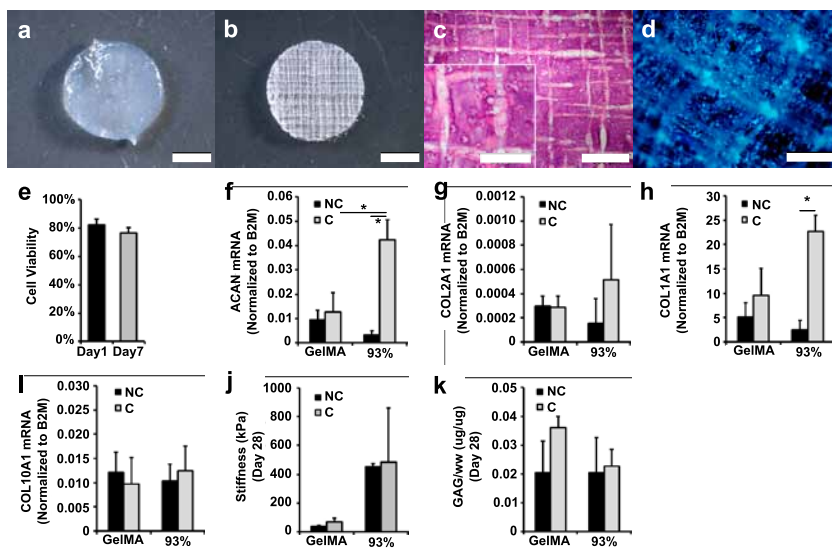 a
b
c
d
e
100%
80%
60%
40%
20%
0%
Cell Viability
Day1 Day7
f
0.06
0.05
0.04
0.03
0.02
0.01
0
ACAN mRNA
(Normalized to B2M)
NC
C
*
*
GelMA 93%
g
0.0012
0.0010
0.0008
0.0006
0.0004
0.0002
0
COL2A1 mRNA
(Normalized to B2M)
NC
C
GelMA 93%
h
30
25
20
15
10
5
0
COL1A1 mRNA
(Normalized to B2M)
NC
C
*
GelMA 93%
I
0.030
0.025
0.020
0.015
0.010
0.005
0.000
COL10A1 mRNA
(Normalized to B2M)
NC
C
GelMA 93%
j
1000
800
600
400
200
0
Stiffness (kPa)
(Day 28)
NC
C
GelMA 93%
k
0.05
0.04
0.03
0.02
0.01
0.00
GAG/ww (ug/ug)
(Day 28)
NC
C
GelMA 93%